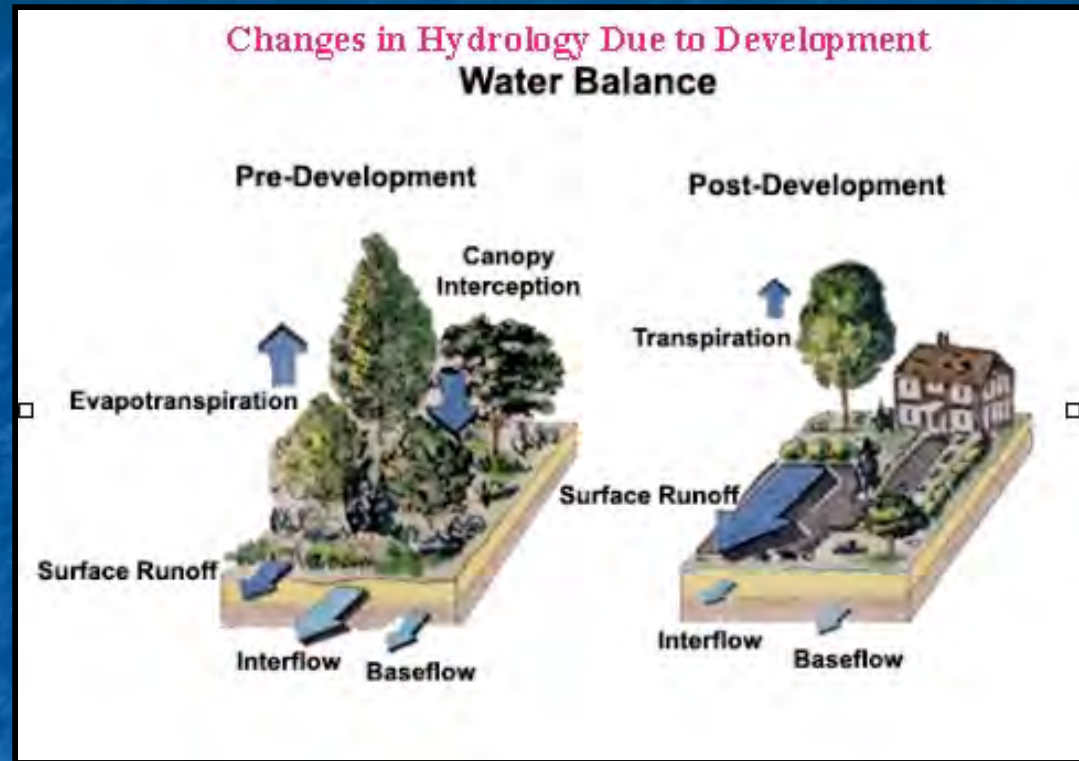 Changes in Hydrology Due to Development
Water Balance
Pre-Development
Canopy
Interception
Evapotranspiration
Surface Runoff
Interflow
Baseflow
Post-Development
Transpiration
Surface Runoff
Interflow
Baseflow